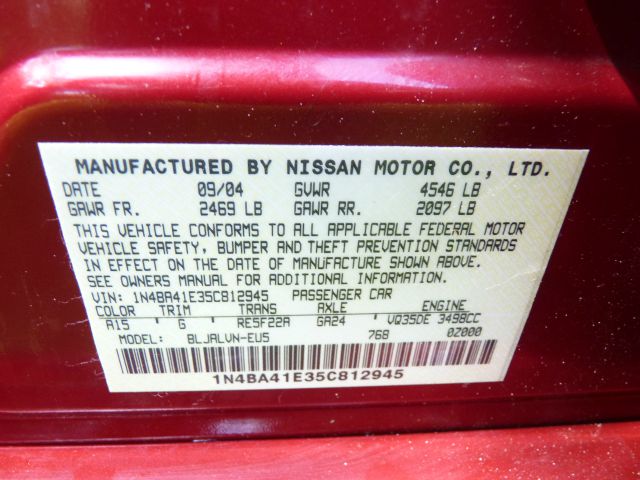 MANUFACTURED BY NISSAN MOTOR CO., LTD.
DATE 09/04 GVWR 4546 LB
GAWR FR. 2469 LB GAWR RR. 2097 LB
THIS VEHICLE CONFORMS TO ALL APPLICABLE FEDERAL MOTOR
VEHICLE SAFETY, BUMPER AND THEFT PREVENTION STANDARDS
IN EFFECT ON THE DATE OF MANUFACTURE SHOWN ABOVE.
SEE OWNERS MANUAL FOR ADDITIONAL INFORMATION.
VIN: 1N4BA41E35C812945 PASSENGER CAR
COLOR TRIM TRANS AXLE ENGINE
A15 G RE5F22A GA24 VQ35DE 3498CC
MODEL: BLJALVN-EU5 768 0Z000
1N4BA41E35C812945